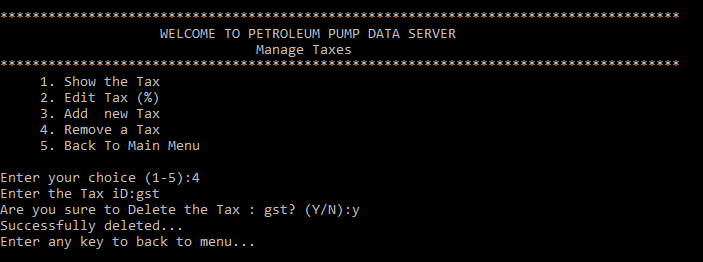 *************************************************************************************
WELCOME TO PETROLEUM PUMP DATA SERVER
Manage Taxes
*************************************************************************************
1. Show the Tax
2. Edit Tax (%)
3. Add  new Tax
4. Remove a Tax
5. Back To Main Menu
Enter your choice (1-5):4
Enter the Tax iD:gst
Are you sure to Delete the Tax : gst? (Y/N):y
Successfully deleted...
Enter any key to back to menu...